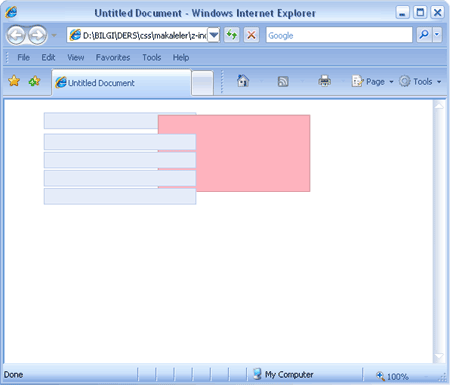 Untitled Document - Windows Internet Explorer
D:\BILGI\DERS\css\makaleler\z-in
Google
File Edit View Favorites Tools Help
Untitled Document
Page Tools
Done My Computer 100%